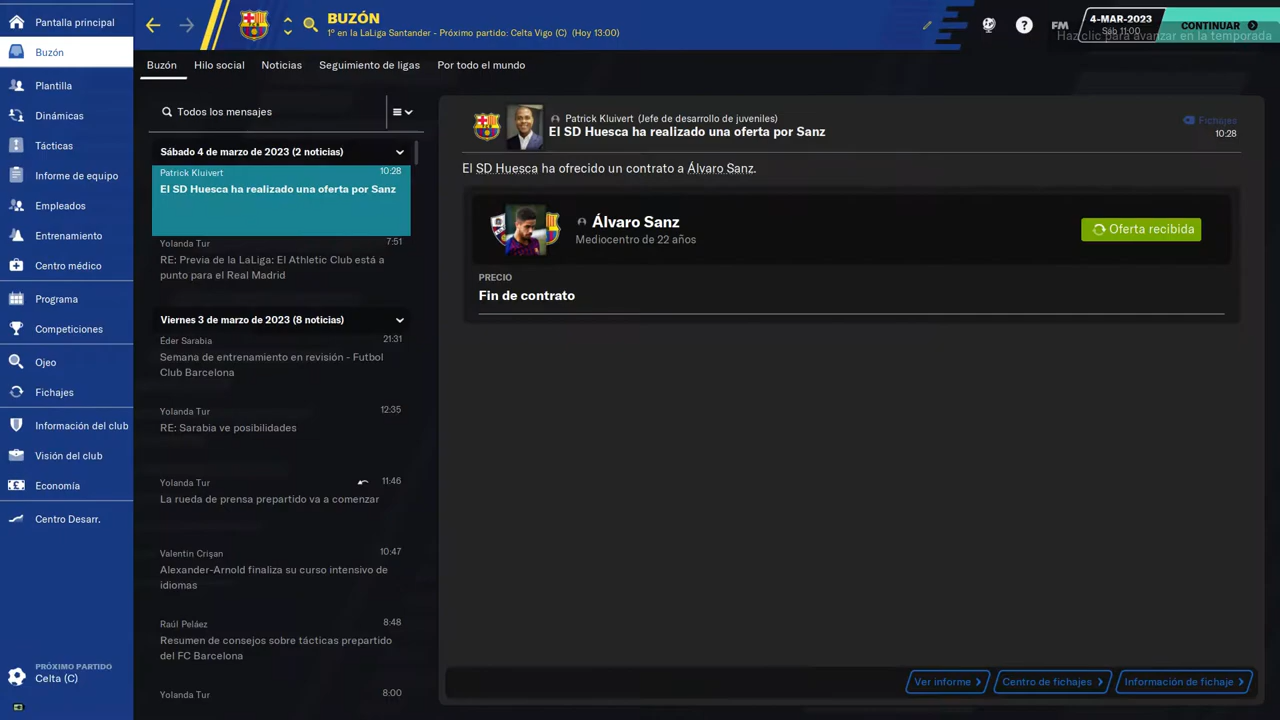 Pantalla principal
Buzón
Plantilla
Dinámicas
Tácticas
Informe de equipo
Empleados
Entrenamiento
Centro médico
Programa
Competiciones
Ojeo
Fichajes
Información del club
Visión del club
Economía
Centro Desarr.
PRÓXIMO PARTIDO
Celta (C)
BUZÓN
1º en la LaLiga Santander - Próximo partido: Celta Vigo (C) (Hoy 13:00)
FM
4-MAR-2023
Sáb 11:00
CONTINUAR
Haz clic para avanzar en la temporada
Buzón
Hilo social
Noticias
Seguimiento de ligas
Por todo el mundo
Todos los mensajes
Sábado 4 de marzo de 2023 (2 noticias)
Patrick Kluivert 10:28
El SD Huesca ha realizado una oferta por Sanz
Yolanda Tur 7:51
RE: Previa de la LaLiga: El Athletic Club está a
punto para el Real Madrid
Viernes 3 de marzo de 2023 (8 noticias)
Éder Sarabia 21:31
Semana de entrenamiento en revisión - Futbol
Club Barcelona
Yolanda Tur 12:35
RE: Sarabia ve posibilidades
Yolanda Tur 11:46
La rueda de prensa prepartido va a comenzar
Valentin Crişan 10:47
Alexander-Arnold finaliza su curso intensivo de
idiomas
Raúl Peláez 8:48
Resumen de consejos sobre tácticas prepartido
del FC Barcelona
Yolanda Tur 8:00
Patrick Kluivert (Jefe de desarrollo de juveniles)
El SD Huesca ha realizado una oferta por Sanz
Fichajes
10:28
El SD Huesca ha ofrecido un contrato a Álvaro Sanz.
Álvaro Sanz
Mediocentro de 22 años
Oferta recibida
PRECIO
Fin de contrato
Ver informe
Centro de fichajes
Información de fichaje